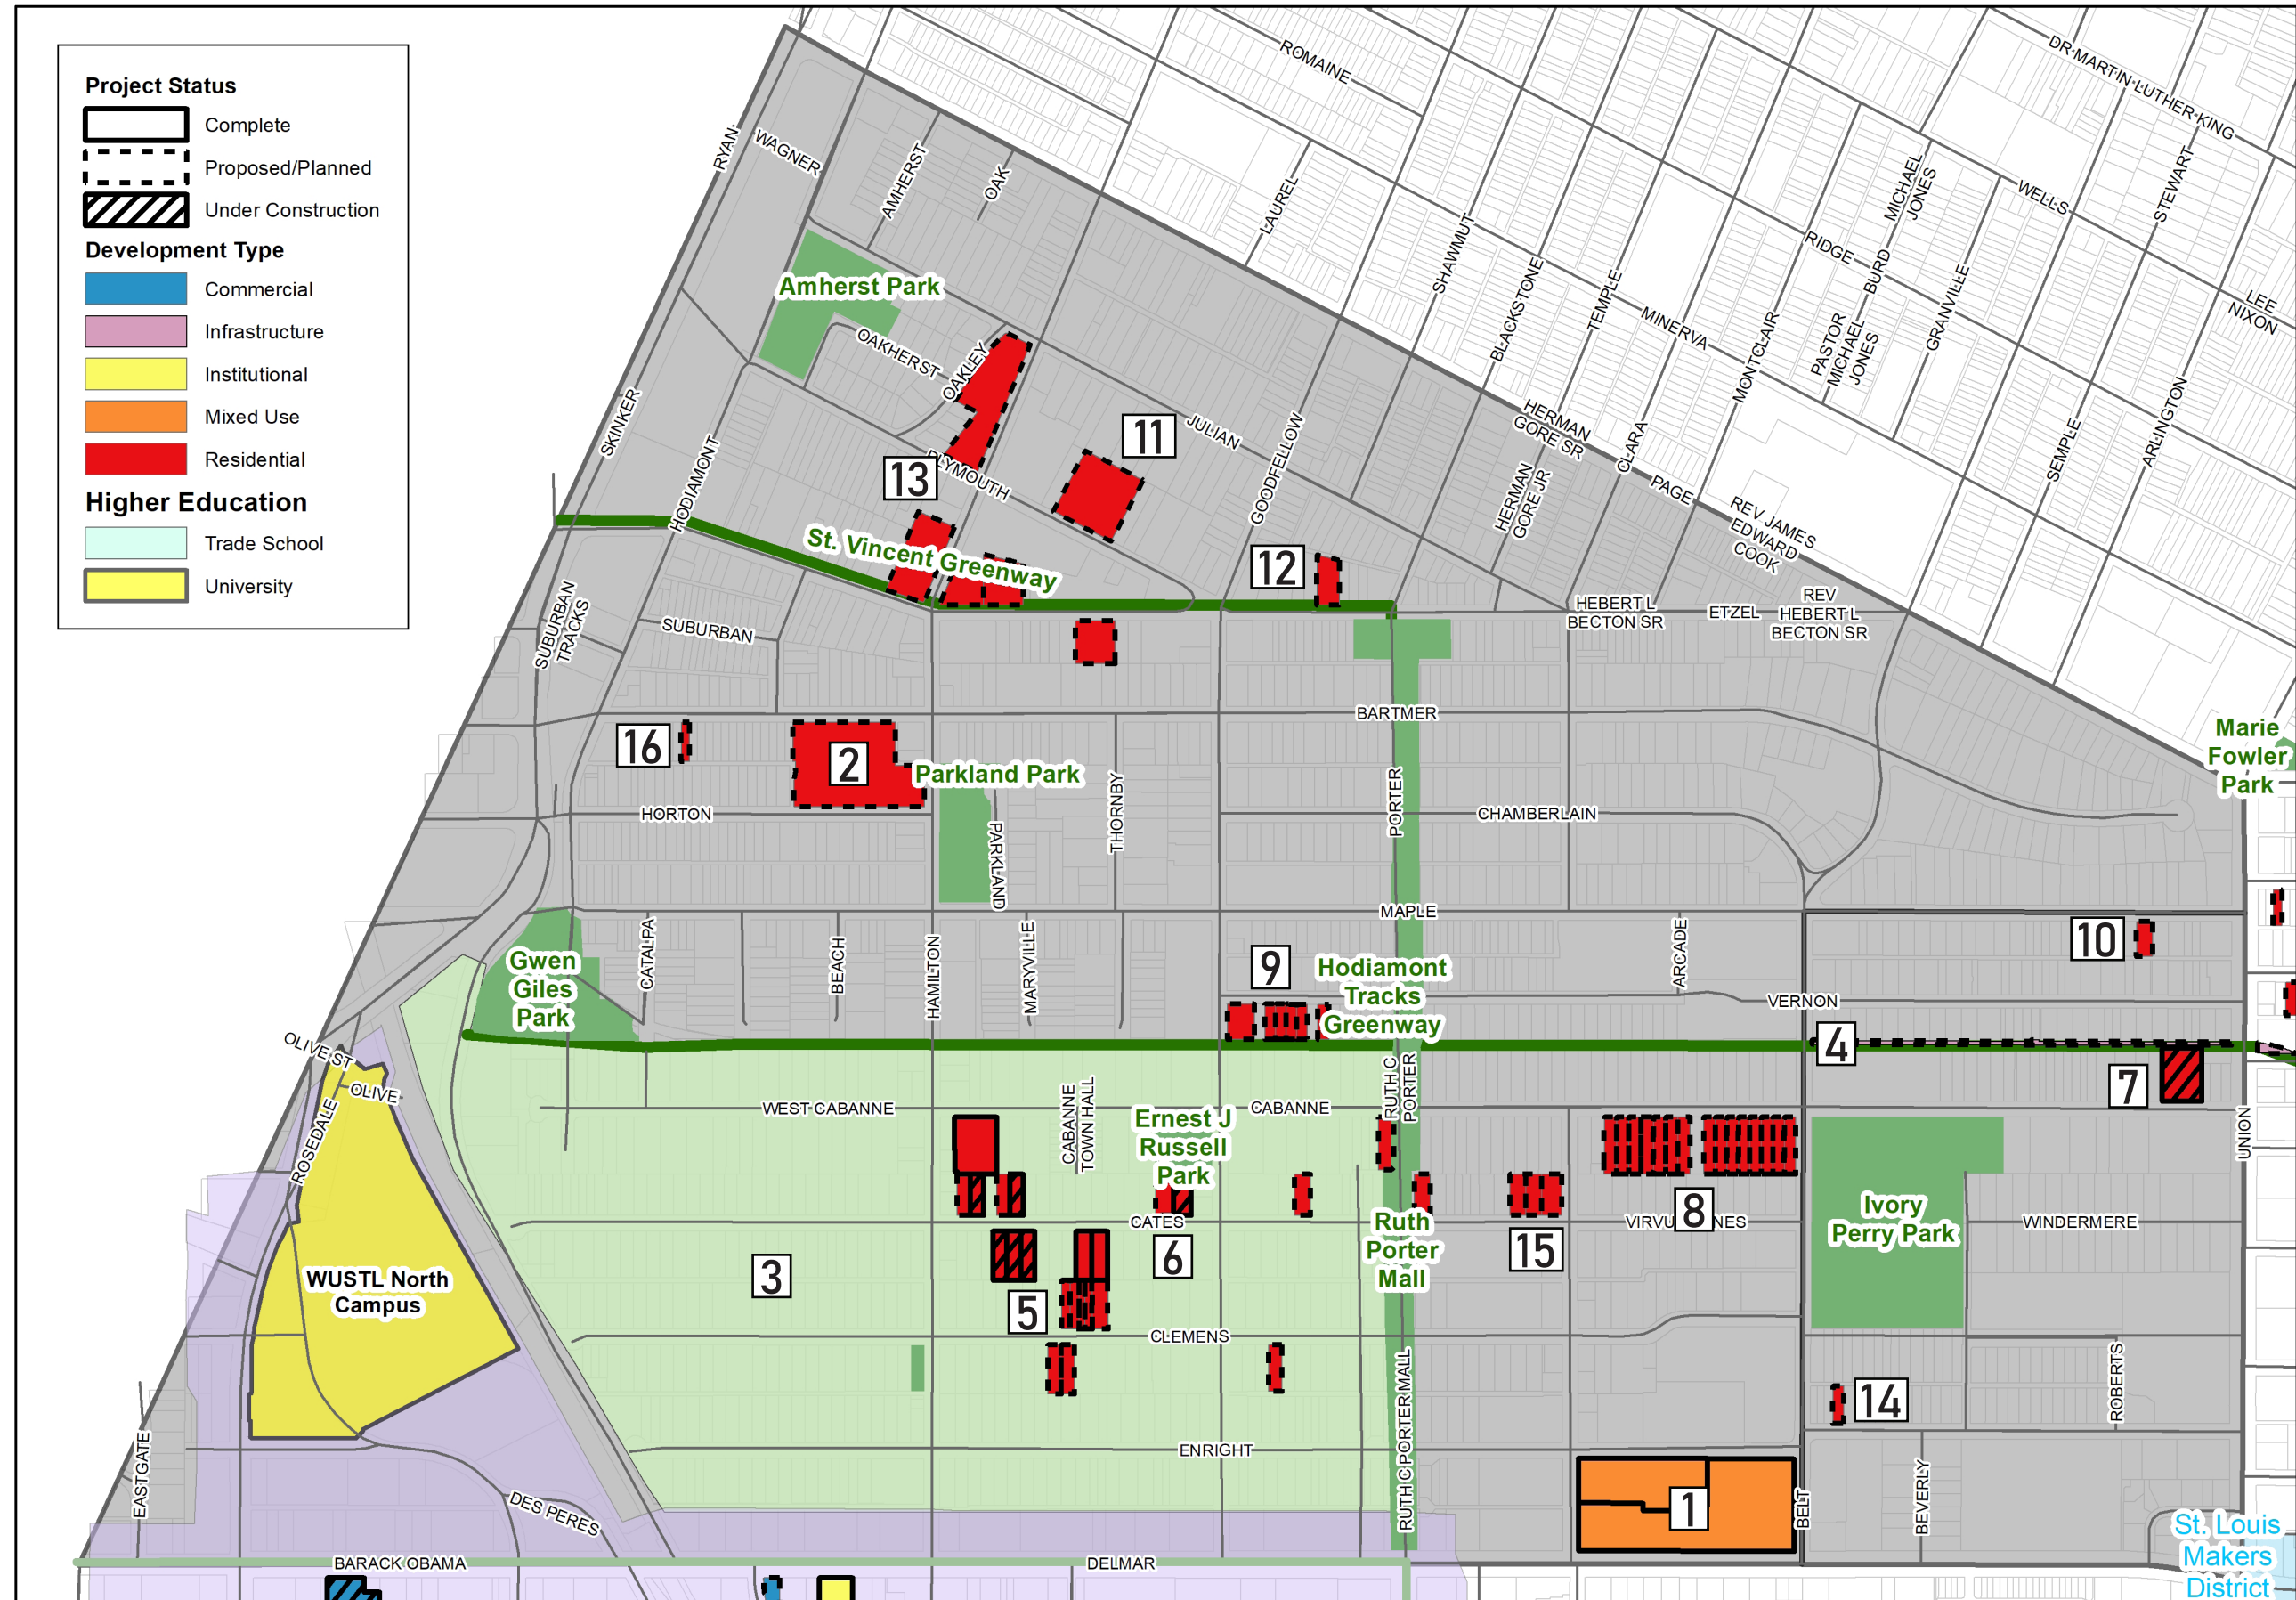 Project Status
Complete
Proposed/Planned
Under Construction
Development Type
Commercial
Infrastructure
Institutional
Mixed Use
Residential
Higher Education
Trade School
University
ROMAINE
DR MARTIN LUTHER KING
RYAN
WAGNER
AMHERST
OAK
LAUREL
SHAWMUT
BLACKSTONE
TEMPLE
MINERVA
MONTCLAIR
RIDGE
WELLS
STEWART
MICHAEL
JONES
BURD
PASTOR
MICHAEL
JONES
GRANVILLE
LEE
NIXON
Amherst Park
OAKHERST
OAKLEY
SKINKER
HODIAMONT
PLYMOUTH
JULIAN
GOODFELLOW
11
13
HERMAN
GORE SR
HERMAN
GORE JR
CLARA
PAGE
REV JAMES
EDWARD
COOK
SEMPLE
ARLINGTON
St. Vincent Greenway
12
SUBURBAN
TRACKS
SUBURBAN
HEBERT L
BECTON SR
ETZEL
REV
HEBERT L
BECTON SR
BARTMER
16
2
Parkland Park
Marie
Fowler
Park
HORTON
PARKLAND
THORNBY
PORTER
CHAMBERLAIN
MAPLE
Gwen
Giles
Park
CATALPA
BEACH
HAMILTON
MARYVILLE
9
Hodiamont
Tracks
Greenway
ARCADE
VERNON
10
4
7
OLIVE ST
OLIVE
ROSEDALE
WEST CABANNE
CABANNE
TOWN HALL
Ernest J
Russell
Park
CABANNE
RUTH C
PORTER
UNION
CATES
Ruth
Porter
Mall
15
8
Ivory
Perry Park
WINDERMERE
WUSTL North
Campus
3
5
6
CLEMENS
14
ROBERTS
EASTGATE
DES PERES
ENRIGHT
RUTH C PORTER MALL
1
BELT
BEVERLY
St. Louis
Makers
District
BARACK OBAMA
DELMAR